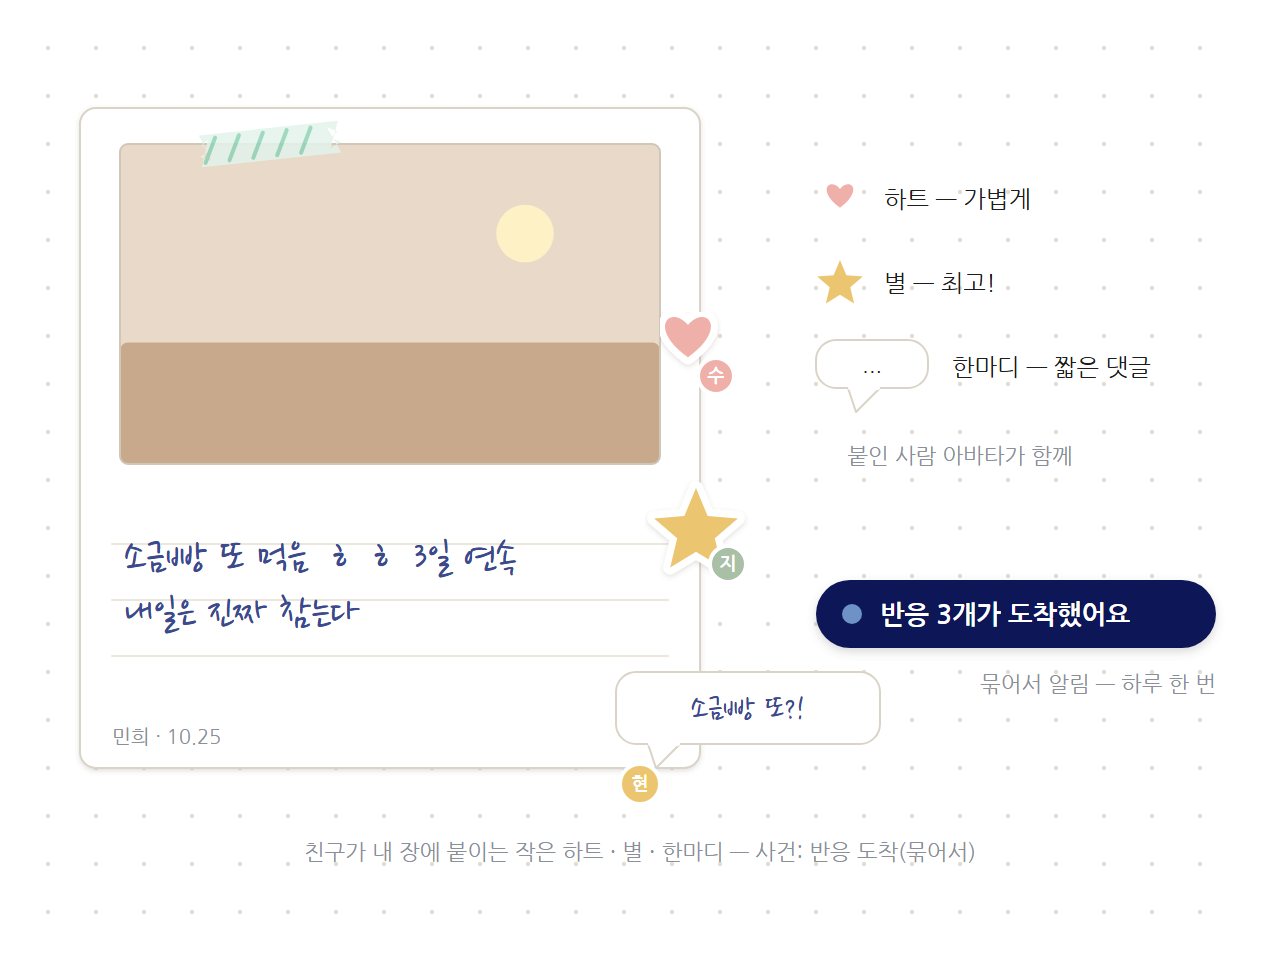 소금빵 또 먹음 ㅎ ㅎ 3일 연속
내일은 진짜 참는다
민희 · 10.25
수
지
소금빵 또?!
현
하트 — 가볍게
별 — 최고!
...
한마디 — 짧은 댓글
붙인 사람 아바타가 함께
반응 3개가 도착했어요
묶어서 알림 — 하루 한 번
친구가 내 장에 붙이는 작은 하트 · 별 · 한마디 — 사건: 반응 도착(묶어서)